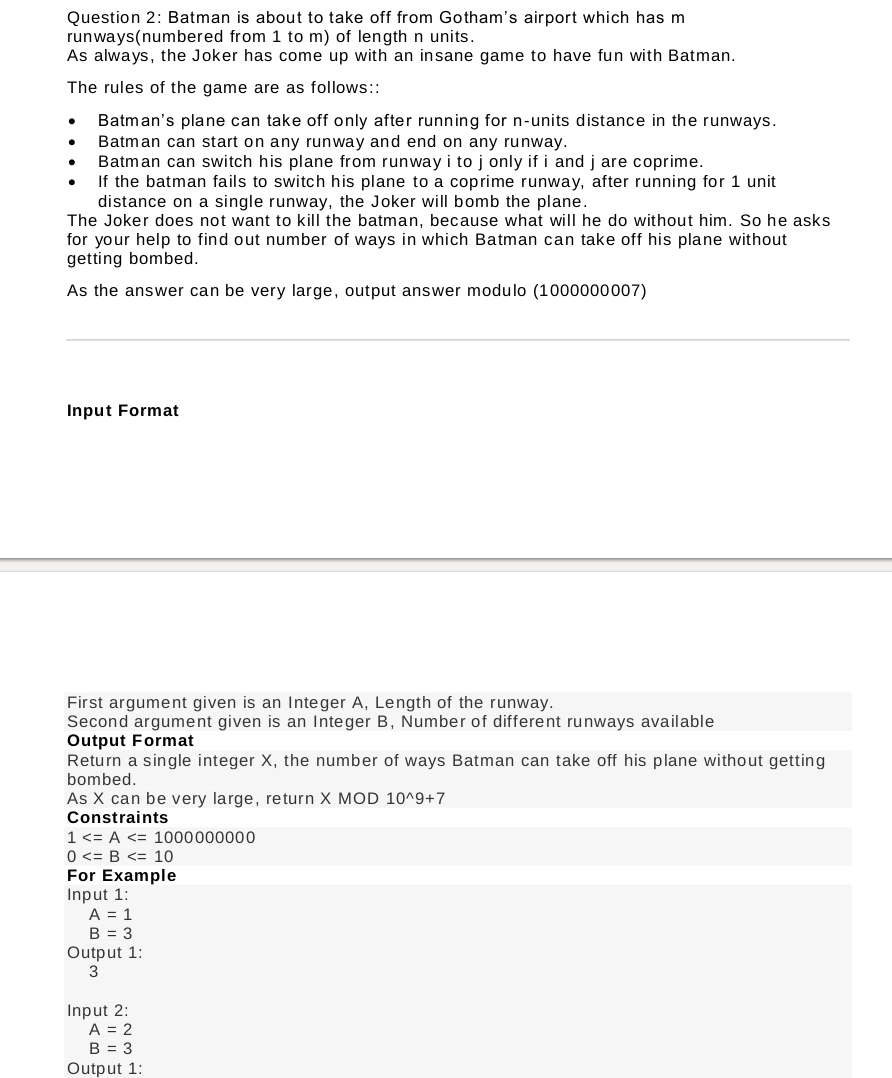 Question 2: Batman is about to take off from Gotham's airport which has m
runways(numbered from 1 to m) of length n units.
As always, the Joker has come up with an insane game to have fun with Batman.
The rules of the game are as follows::
• Batman's plane can take off only after running for n-units distance in the runways.
• Batman can start on any runway and end on any runway.
• Batman can switch his plane from runway i to j only if i and j are coprime.
• If the batman fails to switch his plane to a coprime runway, after running for 1 unit
distance on a single runway, the Joker will bomb the plane.
The Joker does not want to kill the batman, because what will he do without him. So he asks
for your help to find out number of ways in which Batman can take off his plane without
getting bombed.
As the answer can be very large, output answer modulo (1000000007)
Input Format
First argument given is an Integer A, Length of the runway.
Second argument given is an Integer B, Number of different runways available
Output Format
Return a single integer X, the number of ways Batman can take off his plane without getting
bombed.
As X can be very large, return X MOD 10^9+7
Constraints
1 <= A <= 1000000000
0 <= B <= 10
For Example
Input 1:
A = 1
B = 3
Output 1:
3
Input 2:
A = 2
B = 3
Output 1: